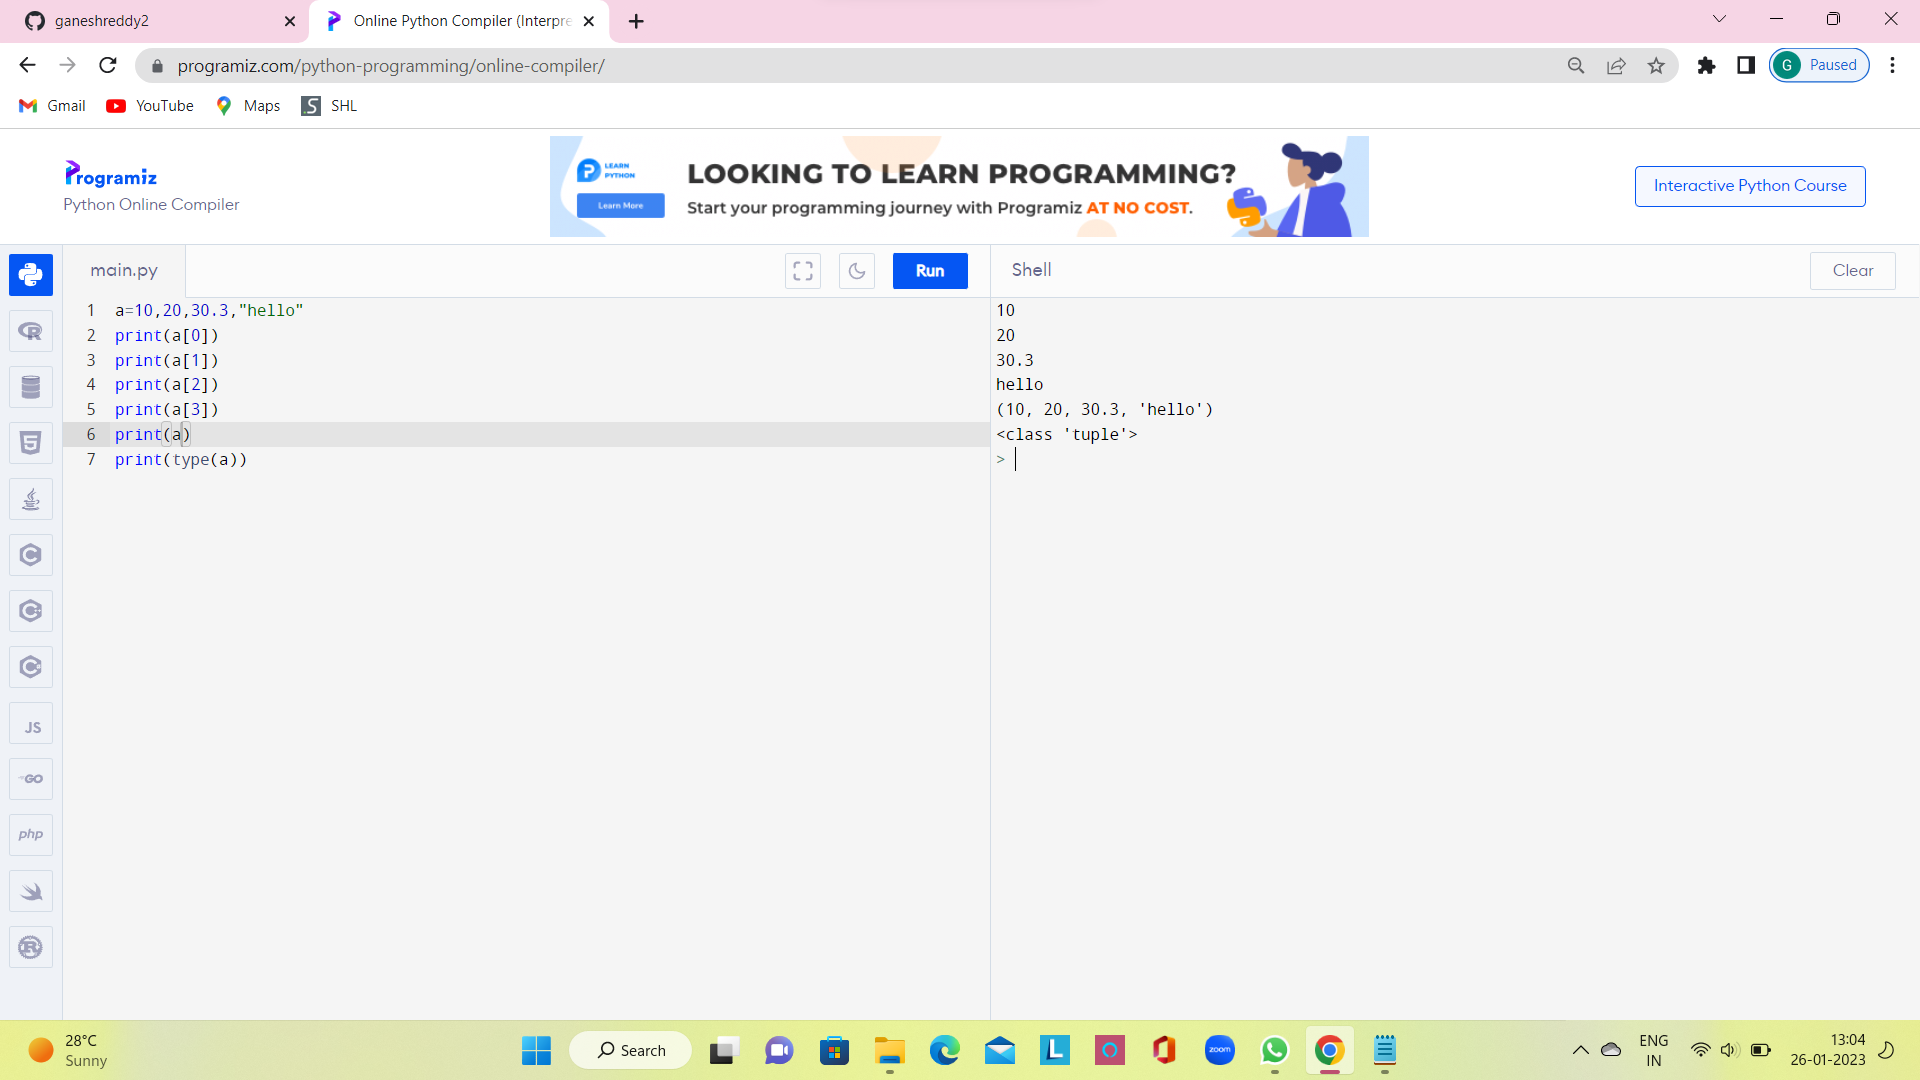 ganeshreddy2
Online Python Compiler (Interpre
programiz.com/python-programming/online-compiler/
G Paused
Gmail YouTube Maps SHL
Programiz
Python Online Compiler
LEARN
PYTHON
Learn More
LOOKING TO LEARN PROGRAMMING?
Start your programming journey with Programiz AT NO COST.
Interactive Python Course
main.py
Run
Shell
Clear
1 a=10,20,30.3,"hello"
2 print(a[0])
3 print(a[1])
4 print(a[2])
5 print(a[3])
6 print(a)
7 print(type(a))
10
20
30.3
hello
(10, 20, 30.3, 'hello')
<class 'tuple'>
>
JS
GO
php
28°C
Sunny
Search
zoom
ENG
IN
13:04
26-01-2023